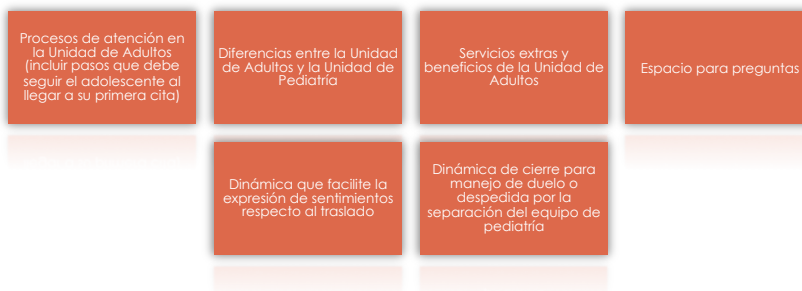 Procesos de atención en
la Unidad de Adultos
(incluir pasos que debe
seguir el adolescente al
llegar a su primera cita)
Diferencias entre la Unidad
de Adultos y la Unidad de
Pediatría
Servicios extras y
beneficios de la Unidad de
Adultos
Espacio para preguntas
Dinámica que facilite la
expresión de sentimientos
respecto al traslado
Dinámica de cierre para
manejo de duelo o
despedida por la
separación del equipo de
pediatría